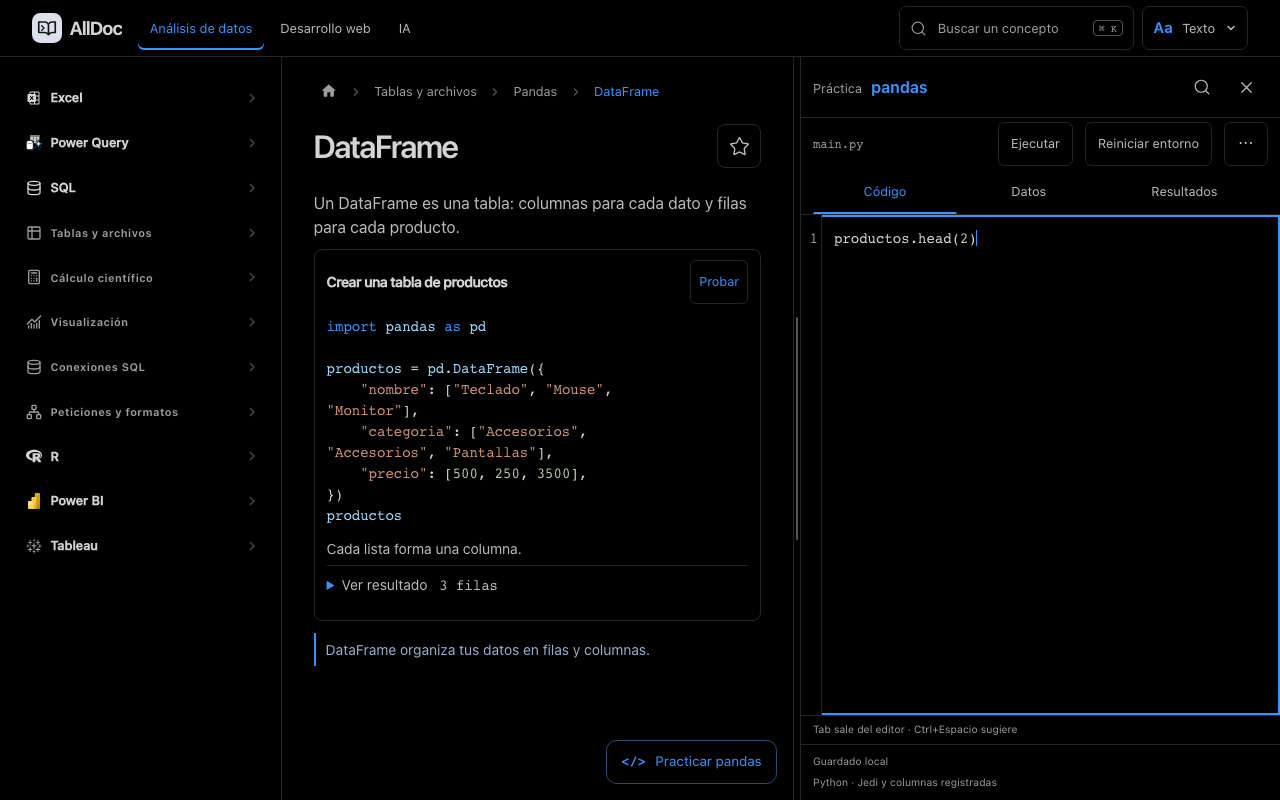 AllDoc
Análisis de datos
Desarrollo web
IA
Buscar un concepto
⌘ K
Aa Texto
Excel
Power Query
SQL
Tablas y archivos
Cálculo científico
Visualización
Conexiones SQL
Peticiones y formatos
R
Power BI
Tableau
Tablas y archivos
Pandas
DataFrame
DataFrame
Un DataFrame es una tabla: columnas para cada dato y filas
para cada producto.
Crear una tabla de productos
Probar
import pandas as pd
productos = pd.DataFrame({
    "nombre": ["Teclado", "Mouse",
"Monitor"],
    "categoria": ["Accesorios",
"Accesorios", "Pantallas"],
    "precio": [500, 250, 3500],
})
productos
Cada lista forma una columna.
Ver resultado 3 filas
DataFrame organiza tus datos en filas y columnas.
</> Practicar pandas
Práctica pandas
main.py
Ejecutar
Reiniciar entorno
...
Código
Datos
Resultados
1 productos.head(2)
Tab sale del editor · Ctrl+Espacio sugiere
Guardado local
Python · Jedi y columnas registradas